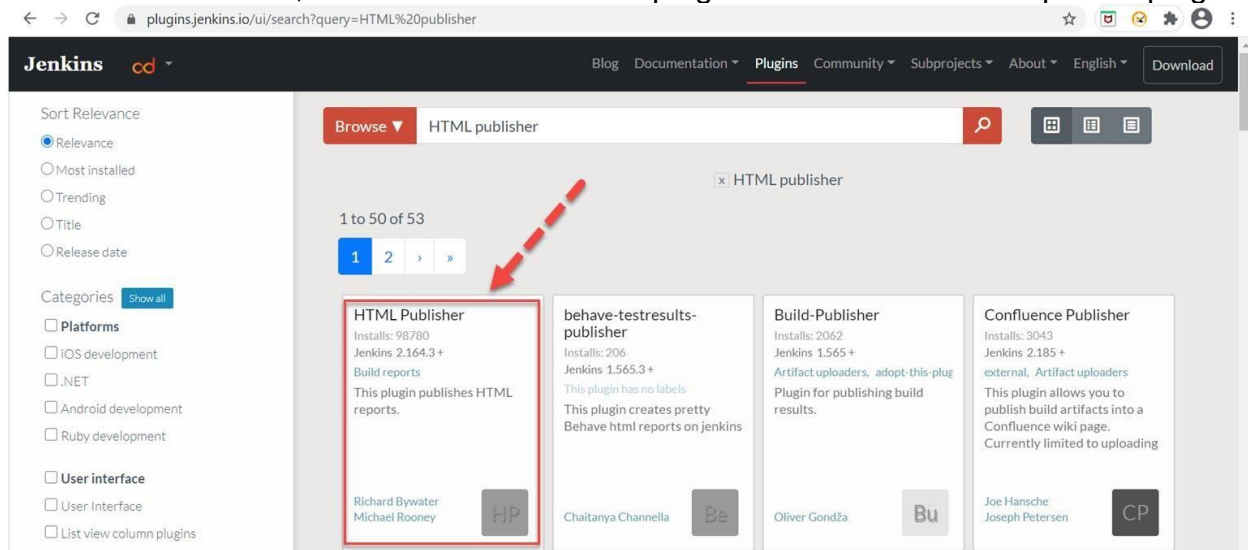 plugins.jenkins.io/ui/search?query=HTML%20publisher
Jenkins cd Blog Documentation Plugins Community Subprojects About English Download
Sort Relevance
Relevance
Most installed
Trending
Title
Release date
Categories Show all
Platforms
iOS development
.NET
Android development
Ruby development
User interface
User Interface
List view column plugins
Browse ▼ HTML publisher
x HTML publisher
1 to 50 of 53
1 2 › »
HTML Publisher
Installs: 98780
Jenkins 2.164.3 +
Build reports
This plugin publishes HTML
reports.
Richard Bywater
Michael Rooney
HP
behave-testresults-
publisher
Installs: 206
Jenkins 1.565.3 +
This plugin has no labels
This plugin creates pretty
Behave html reports on jenkins
Chaitanya Channella
Be
Build-Publisher
Installs: 2062
Jenkins 1.565 +
Artifact uploaders, adopt-this-plug
Plugin for publishing build
results.
Oliver Gondža
Bu
Confluence Publisher
Installs: 3043
Jenkins 2.185 +
external, Artifact uploaders
This plugin allows you to
publish build artifacts into a
Confluence wiki page.
Currently limited to uploading
Joe Hansche
Joseph Petersen
CP